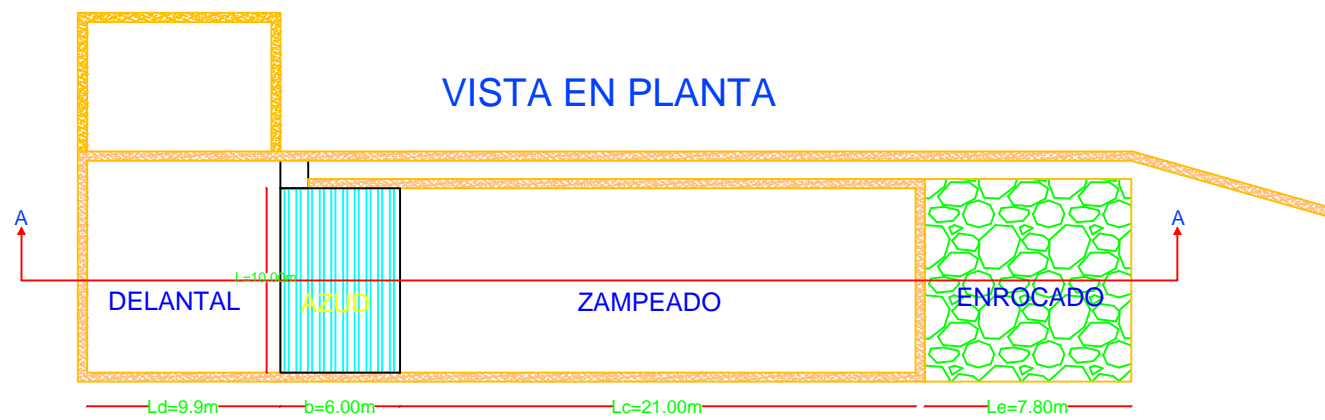 VISTA EN PLANTA
A
A
L=10.00m
DELANTAL
AZUD
ZAMPEADO
ENROCADO
Ld=9.9m
b=6.00m
Lc=21.00m
Le=7.80m